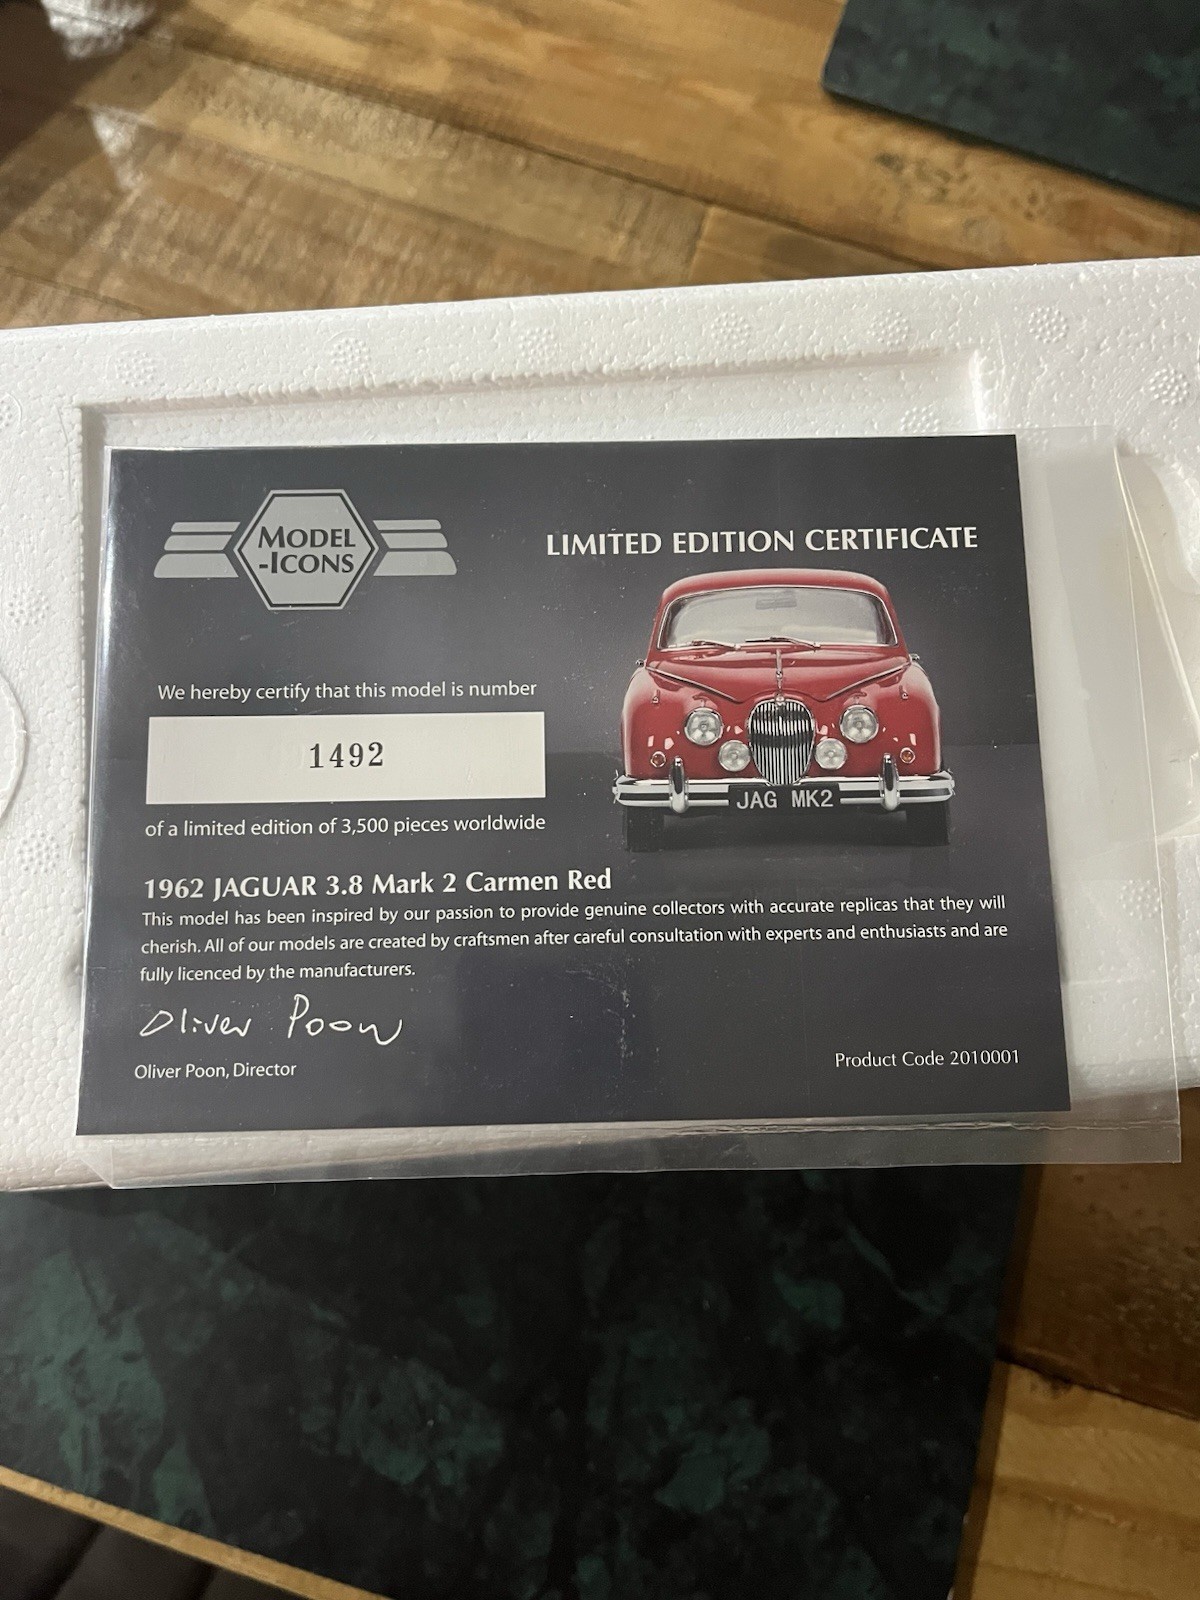 MODEL
-ICONS
LIMITED EDITION CERTIFICATE
We hereby certify that this model is number
1492
of a limited edition of 3,500 pieces worldwide
JAG MK2
1962 JAGUAR 3.8 Mark 2 Carmen Red
This model has been inspired by our passion to provide genuine collectors with accurate replicas that they will
cherish. All of our models are created by craftsmen after careful consultation with experts and enthusiasts and are
fully licenced by the manufacturers.
Oliver Poon
Oliver Poon, Director
Product Code 2010001